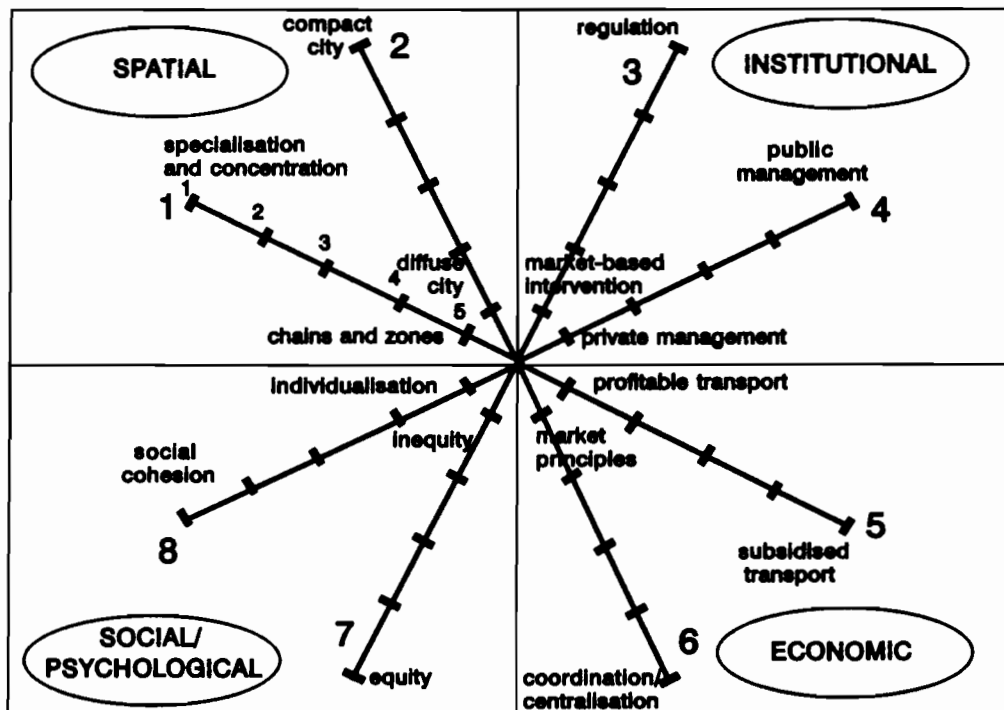 compact
city
2
SPATIAL
specialisation
and concentration
1
1
2
3
4
5
diffuse
city
chains and zones
regulation
3
INSTITUTIONAL
public
management
4
market-based
intervention
private management
individualisation
inequity
social
cohesion
8
7
SOCIAL/
PSYCHOLOGICAL
equity
profitable transport
market
principles
5
subsidised
transport
6
ECONOMIC
coordination/
centralisation